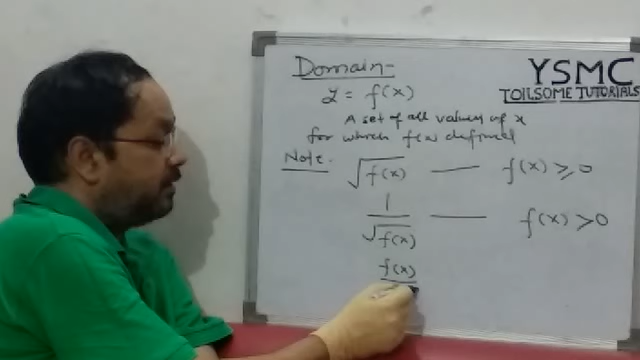 Domain-
y = f(x)
A set of all values of x
for which f(x) defined
Note- √f(x) — f(x) ≥ 0
1/√f(x) — f(x) > 0
f(x)
YSMC
TOILSOME TUTORIALS